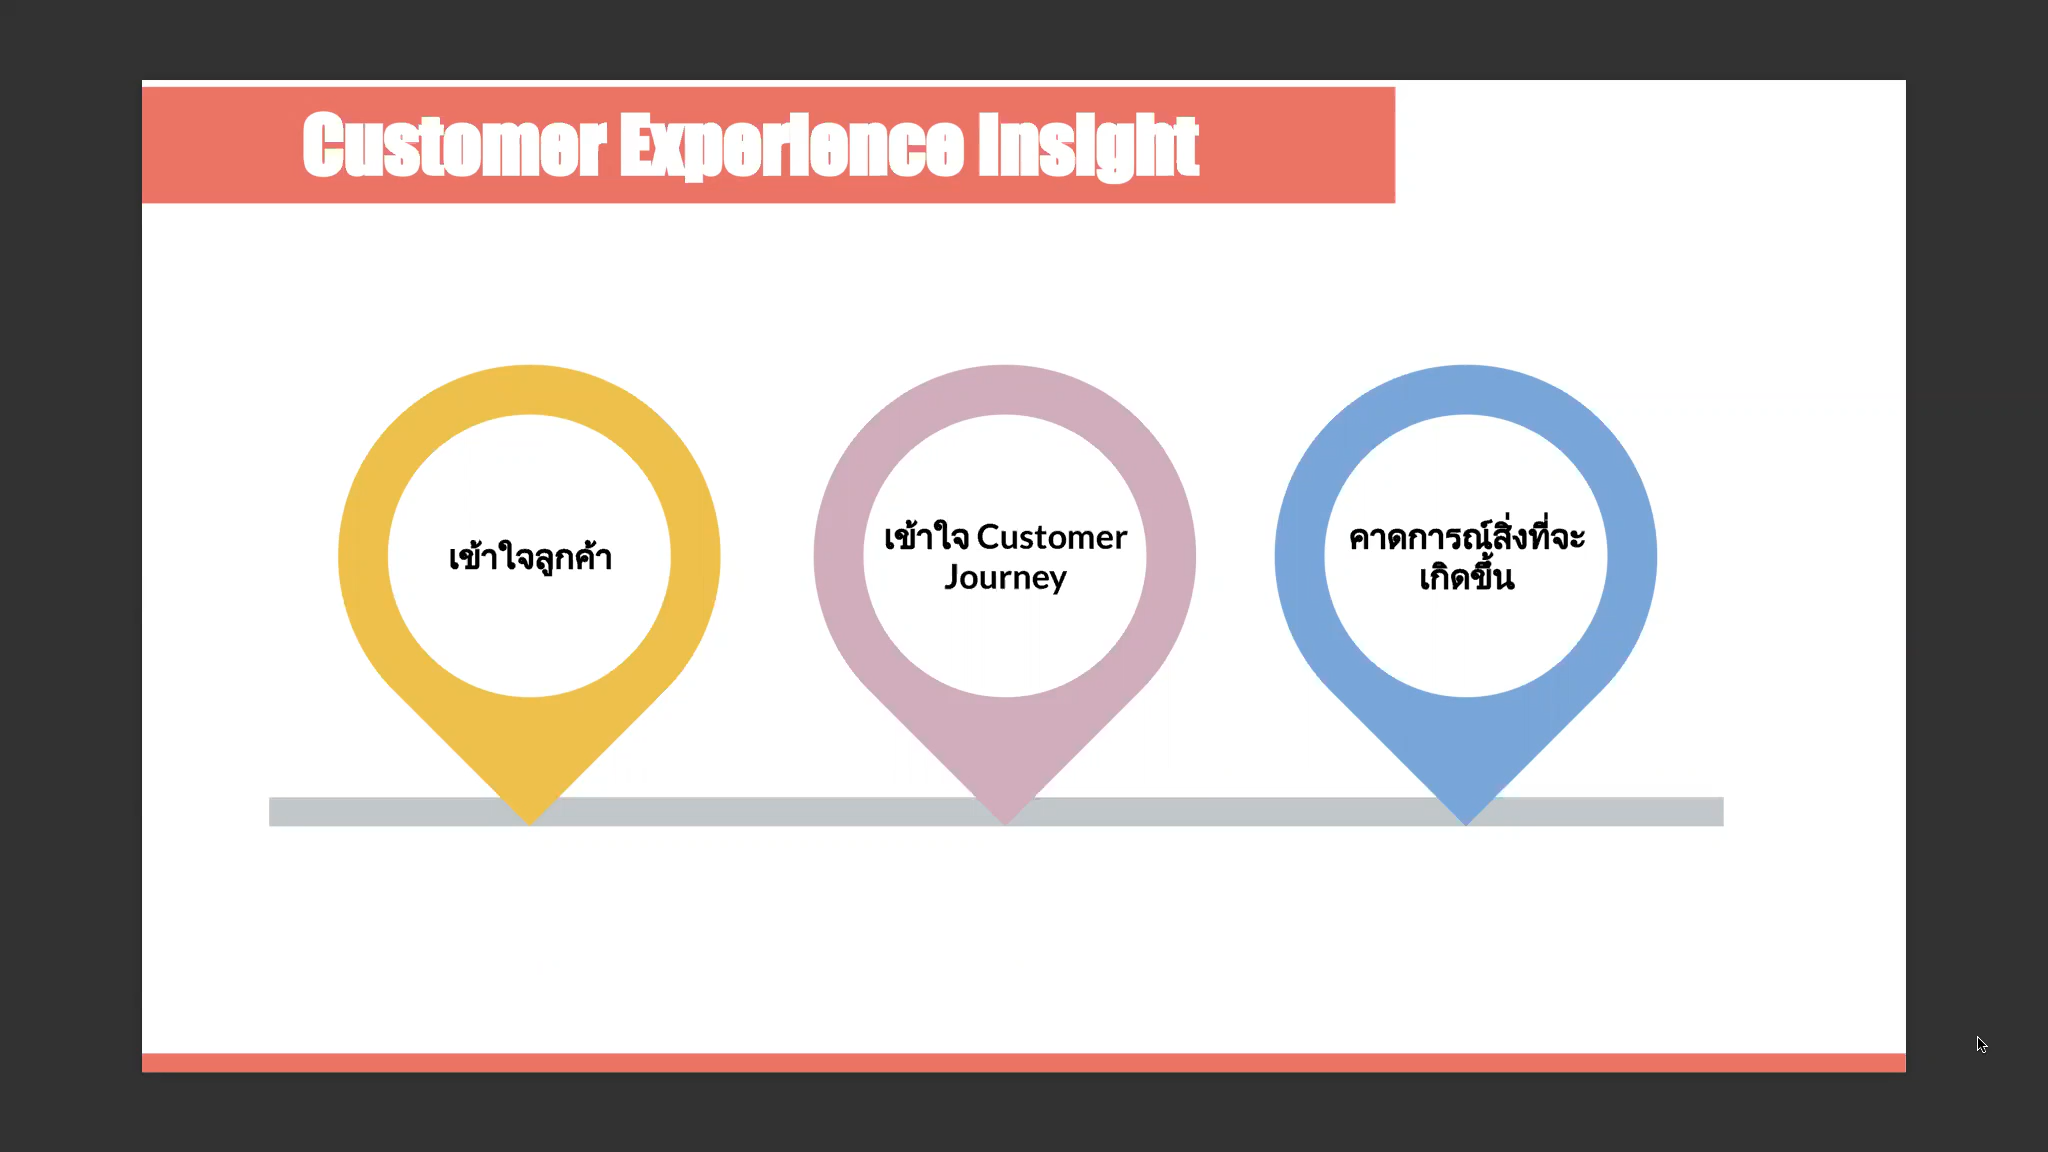 Customer Experience Insight
เข้าใจลูกค้า
เข้าใจ Customer
Journey
คาดการณ์สิ่งที่จะ
เกิดขึ้น